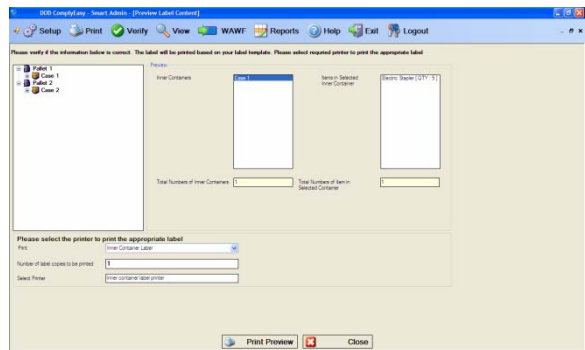 DOD ComplyEasy - Smart Admin - [Preview Label Content]
Setup Print Verify View WAWF Reports Help Exit Logout
Please verify if the information below is correct. The label will be printed based on your label template. Please select required printer to print the appropriate label
Pallet 1
Case 1
Pallet 2
Case 2
Preview
Inner Containers
Case 1
Items in Selected
Inner Container
Electric Stapler [ QTY - 5 ]
Total Numbers of Inner Containers
1
Total Numbers of Item in
Selected Container
1
Please select the printer to print the appropriate label
Print
Inner Container Label
Number of label copies to be printed
1
Select Printer
Inner container label printer
Print Preview
Close